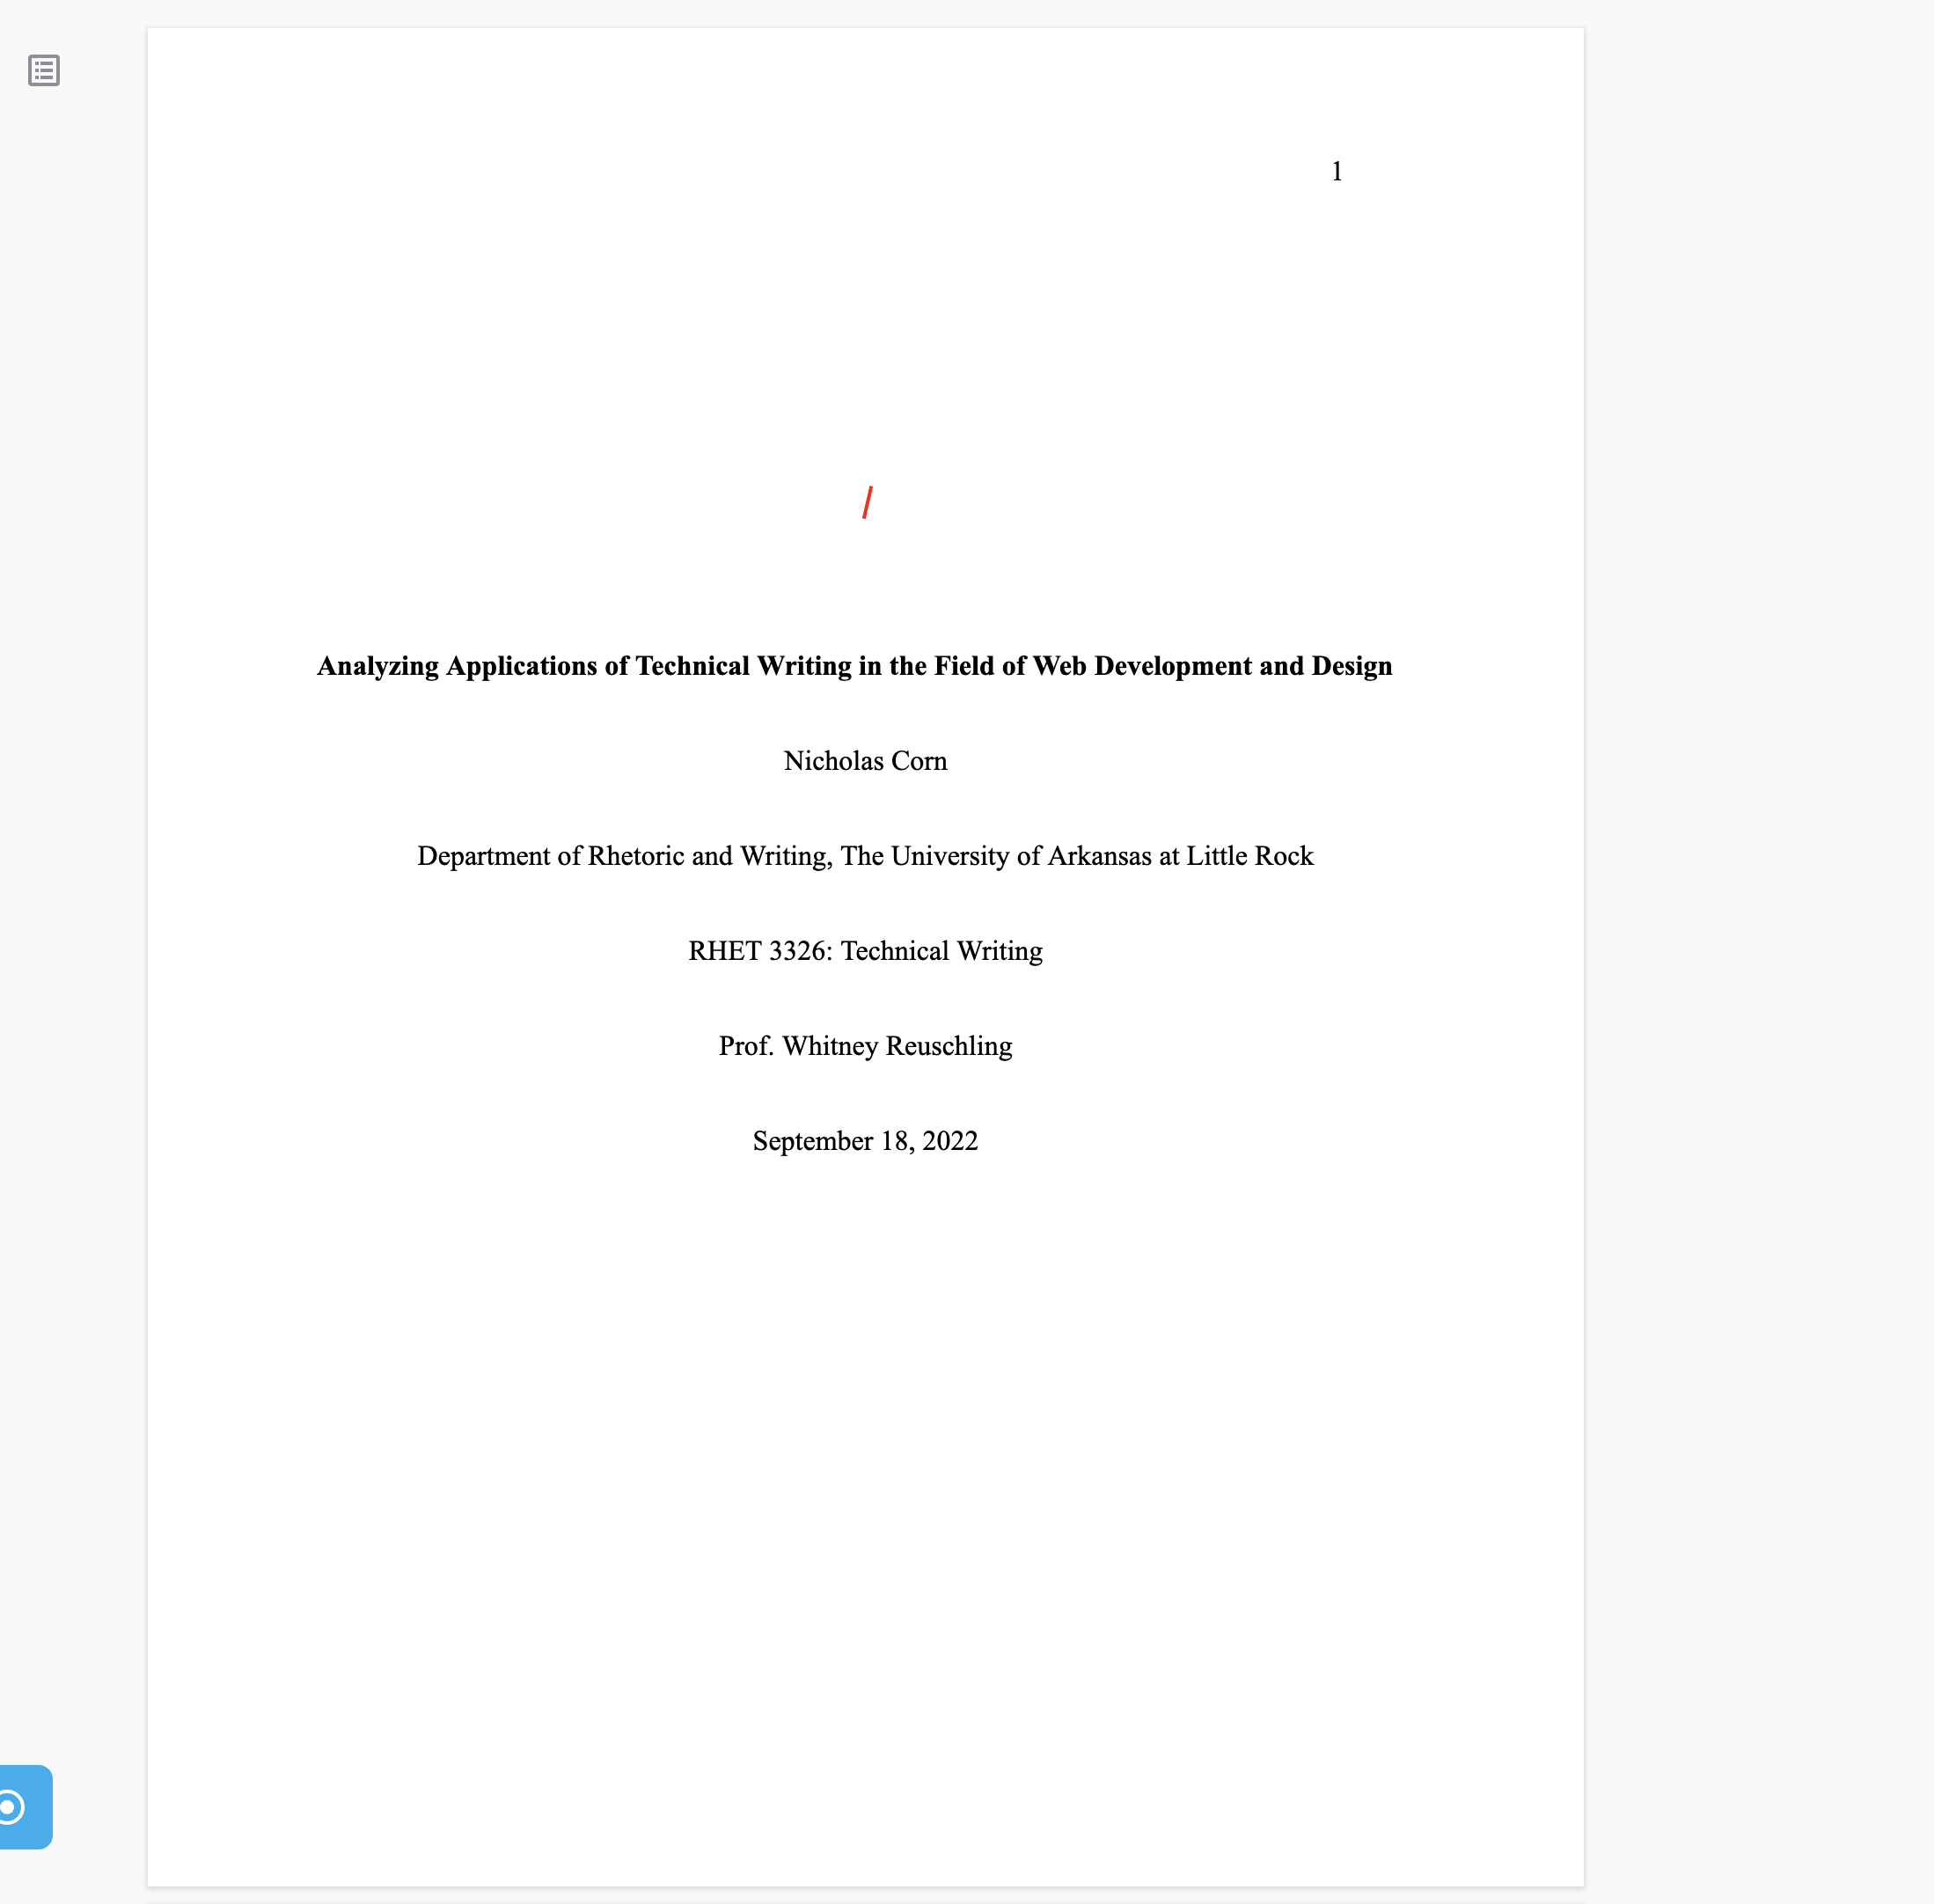 1
/
Analyzing Applications of Technical Writing in the Field of Web Development and Design
Nicholas Corn
Department of Rhetoric and Writing, The University of Arkansas at Little Rock
RHET 3326: Technical Writing
Prof. Whitney Reuschling
September 18, 2022